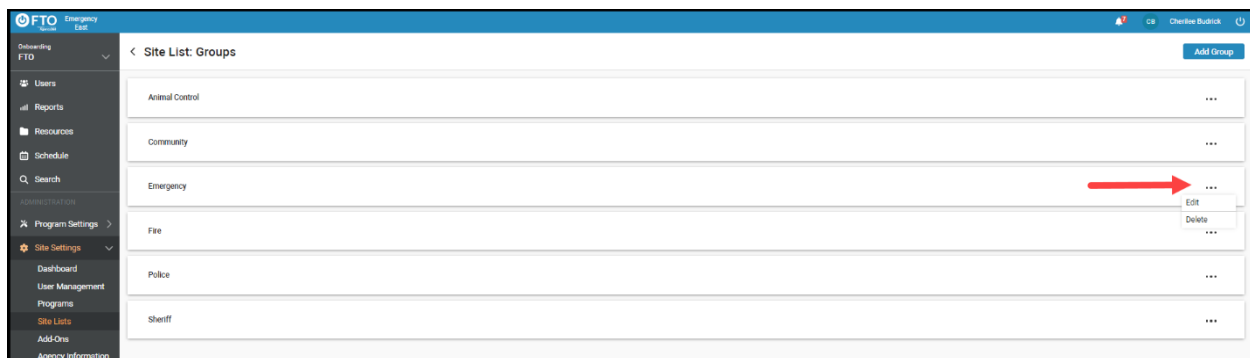 FTO Emergency East
7 CB Cherilee Budrick
Onboarding
FTO
Site List: Groups
Add Group
Users
Reports
Resources
Schedule
Search
ADMINISTRATION
Program Settings
Site Settings
Dashboard
User Management
Programs
Site Lists
Add-Ons
Agency Information
Animal Control
Community
Emergency
Edit
Delete
Fire
Police
Sheriff